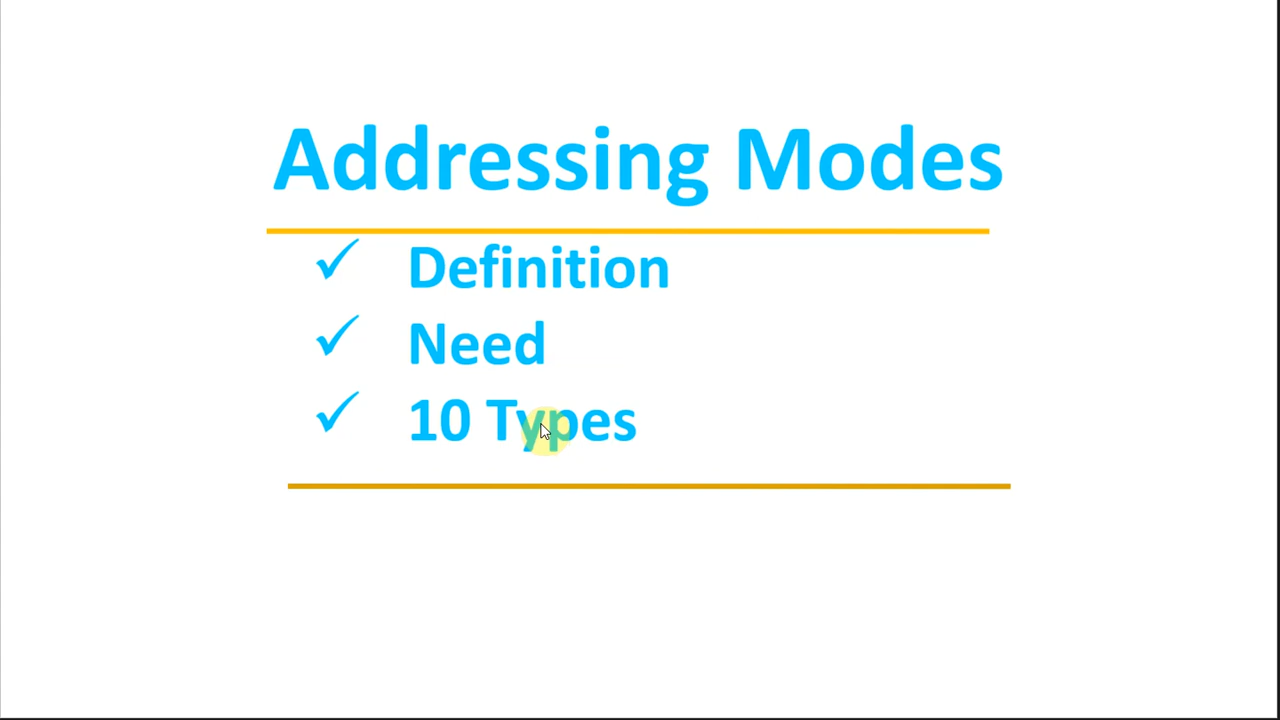 Addressing Modes
✓ Definition
✓ Need
✓ 10 Types